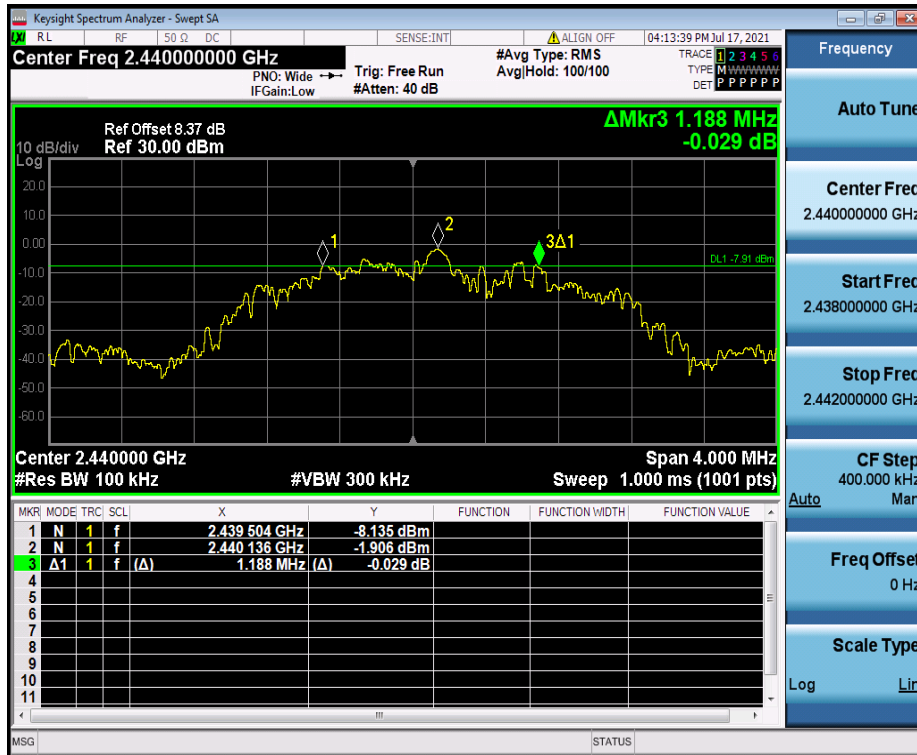 Keysight Spectrum Analyzer - Swept SA
LXI RL RF 50 Ω DC SENSE:INT ALIGN OFF 04:13:39 PM Jul 17, 2021
Center Freq 2.440000000 GHz
PNO: Wide
IFGain:Low
Trig: Free Run
#Atten: 40 dB
#Avg Type: RMS
Avg|Hold: 100/100
TRACE 1 2 3 4 5 6
TYPE M WWWWW
DET P P P P P P
Ref Offset 8.37 dB
Ref 30.00 dBm
10 dB/div
Log
ΔMkr3 1.188 MHz
-0.029 dB
20.0
10.0
0.00
-10.0
-20.0
-30.0
-40.0
-50.0
-60.0
1
2
3Δ1
DL1 -7.91 dBm
Center 2.440000 GHz Span 4.000 MHz
#Res BW 100 kHz #VBW 300 kHz Sweep 1.000 ms (1001 pts)
MKR MODE TRC SCL X Y FUNCTION FUNCTION WIDTH FUNCTION VALUE
1 N 1 f 2.439 504 GHz -8.135 dBm
2 N 1 f 2.440 136 GHz -1.906 dBm
3 Δ1 1 f (Δ) 1.188 MHz (Δ) -0.029 dB
4
5
6
7
8
9
10
11
MSG STATUS
Frequency
Auto Tune
Center Freq
2.440000000 GHz
Start Freq
2.438000000 GHz
Stop Freq
2.442000000 GHz
CF Step
400.000 kHz
Auto Man
Freq Offset
0 Hz
Scale Type
Log Lin